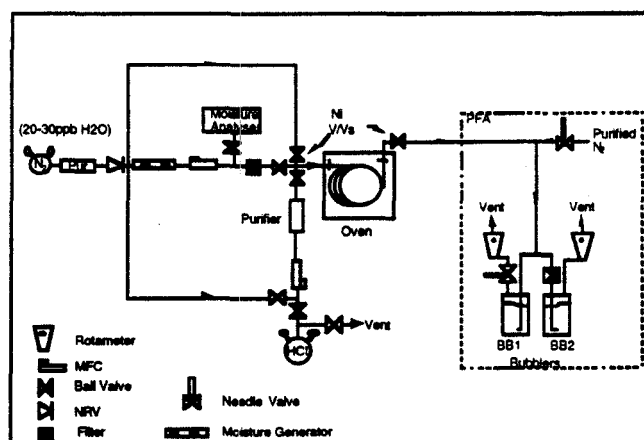 (20-30ppb H2O)
Moisture
Analyser
Ni
V/Vs
PFA
Purified
N₂
N₂
Pur
Purifier
Oven
Vent
Vent
Vent
HCl
BB1
BB2
Bubblers
Rotameter
MFC
Ball Valve
NRV
Filter
Needle Valve
Moisture Generator